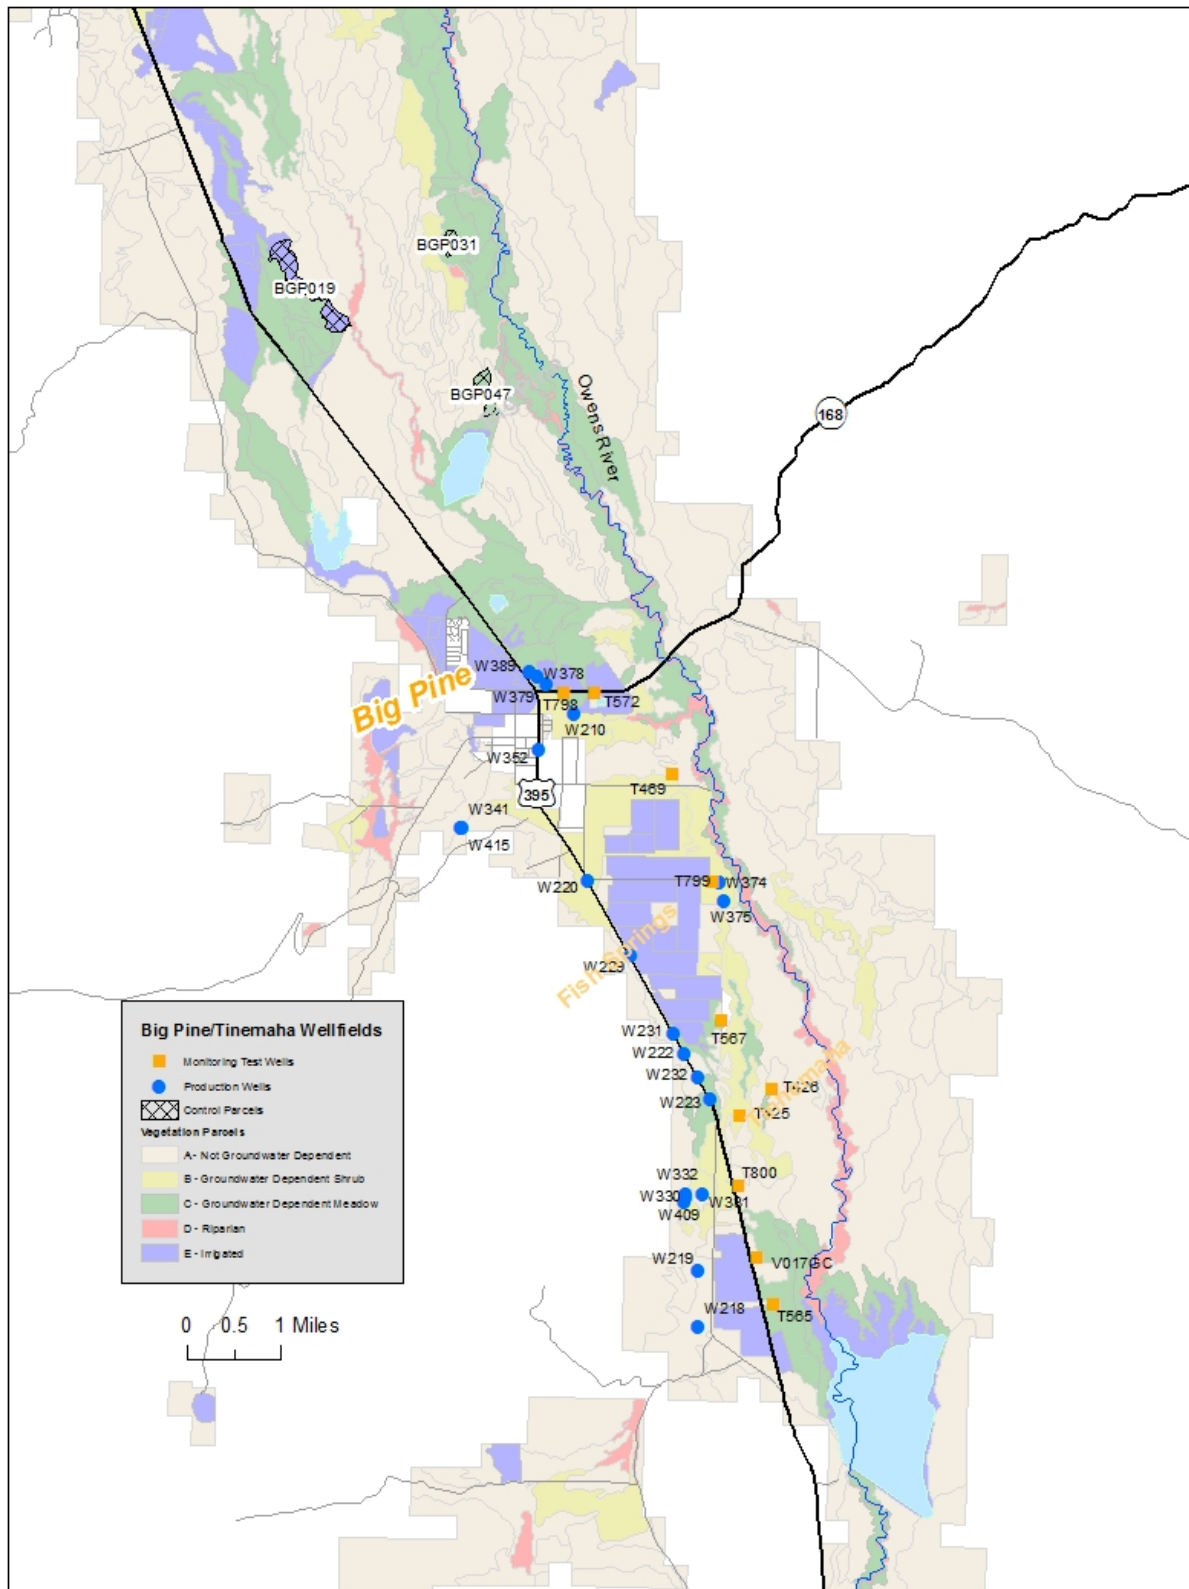 BGP031
BGP019
BGP047
Owens River
168
W389
W378
W379
T798
T572
W210
Big Pine
W352
T469
395
W341
W415
W220
T799
W374
W375
Fish Springs
W229
W231
T567
W222
W232
T426
W223
T425
Tinemaha
W332
T800
W330
W331
W409
W219
V017GC
W218
T565
Big Pine/Tinemaha Wellfields
Monitoring Test Wells
Production Wells
Control Parcels
Vegetation Parcels
A - Not Groundwater Dependent
B - Groundwater Dependent Shrub
C - Groundwater Dependent Meadow
D - Riparian
E - Irrigated
0 0.5 1 Miles